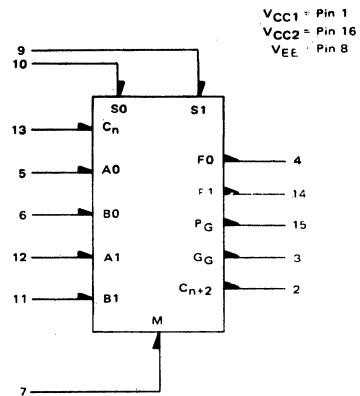 VCC1 = Pin 1
VCC2 = Pin 16
VEE Pin 8
9
10
S0 S1
13 Cn
5 A0
6 B0
12 A1
11 B1
F0 4
F1 14
PG 15
GG 3
Cn+2 2
M
7